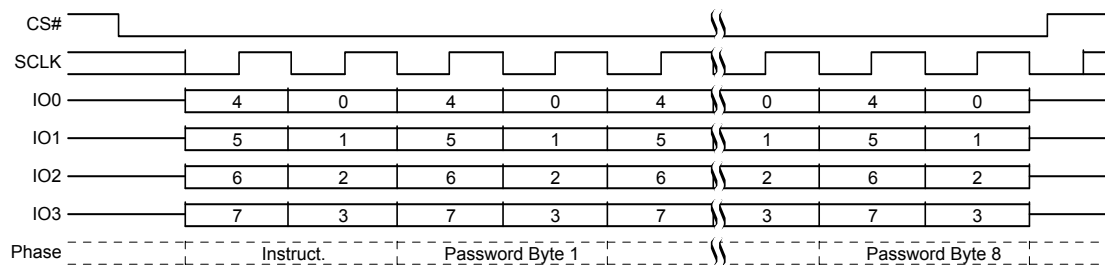 CS#
SCLK
IO0 4 0 4 0 4 0 4 0
IO1 5 1 5 1 5 1 5 1
IO2 6 2 6 2 6 2 6 2
IO3 7 3 7 3 7 3 7 3
Phase Instruct. Password Byte 1 Password Byte 8